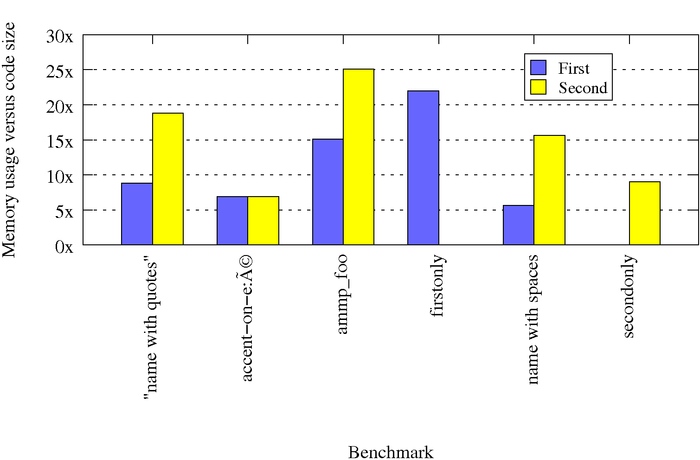 Memory usage versus code size
30x
25x
20x
15x
10x
5x
0x
First
Second
"name with quotes"
accent−on−e:Ã©
ammp_foo
firstonly
name with spaces
secondonly
Benchmark